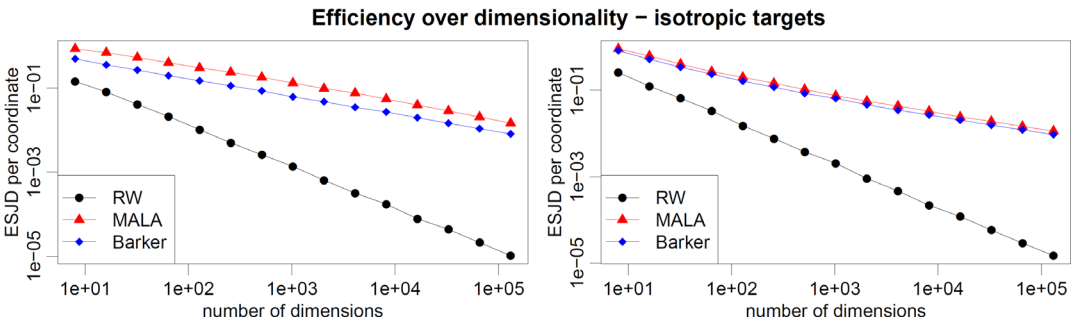 Efficiency over dimensionality − isotropic targets
ESJD per coordinate
1e−05 1e−03 1e−01
RW
MALA
Barker
1e+01 1e+02 1e+03 1e+04 1e+05
number of dimensions
ESJD per coordinate
1e−05 1e−03 1e−01
RW
MALA
Barker
1e+01 1e+02 1e+03 1e+04 1e+05
number of dimensions